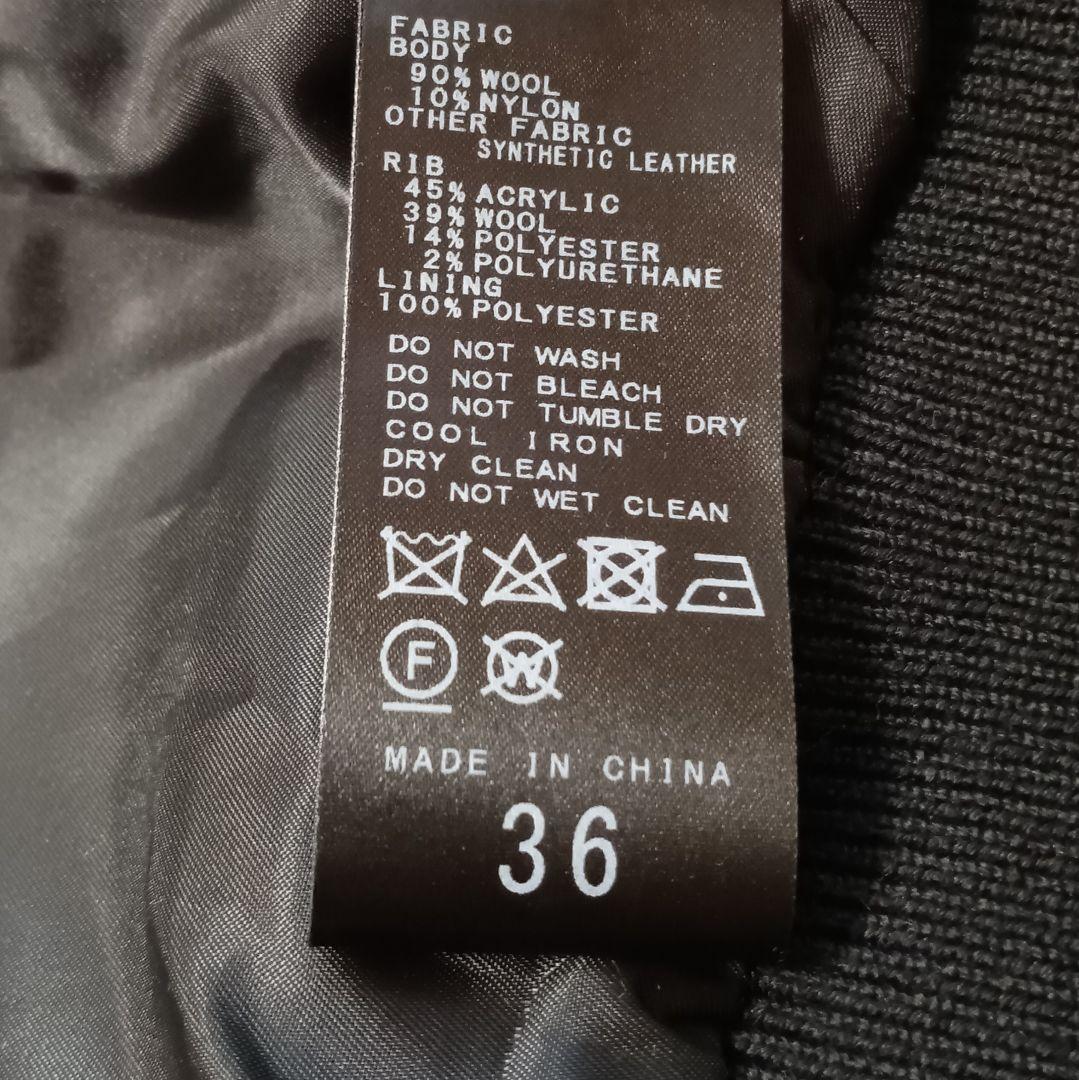 FABRIC
BODY
90% WOOL
10% NYLON
OTHER FABRIC
SYNTHETIC LEATHER
RIB
45% ACRYLIC
39% WOOL
14% POLYESTER
2% POLYURETHANE
LINING
100% POLYESTER
DO NOT WASH
DO NOT BLEACH
DO NOT TUMBLE DRY
COOL IRON
DRY CLEAN
DO NOT WET CLEAN
F W
MADE IN CHINA
36